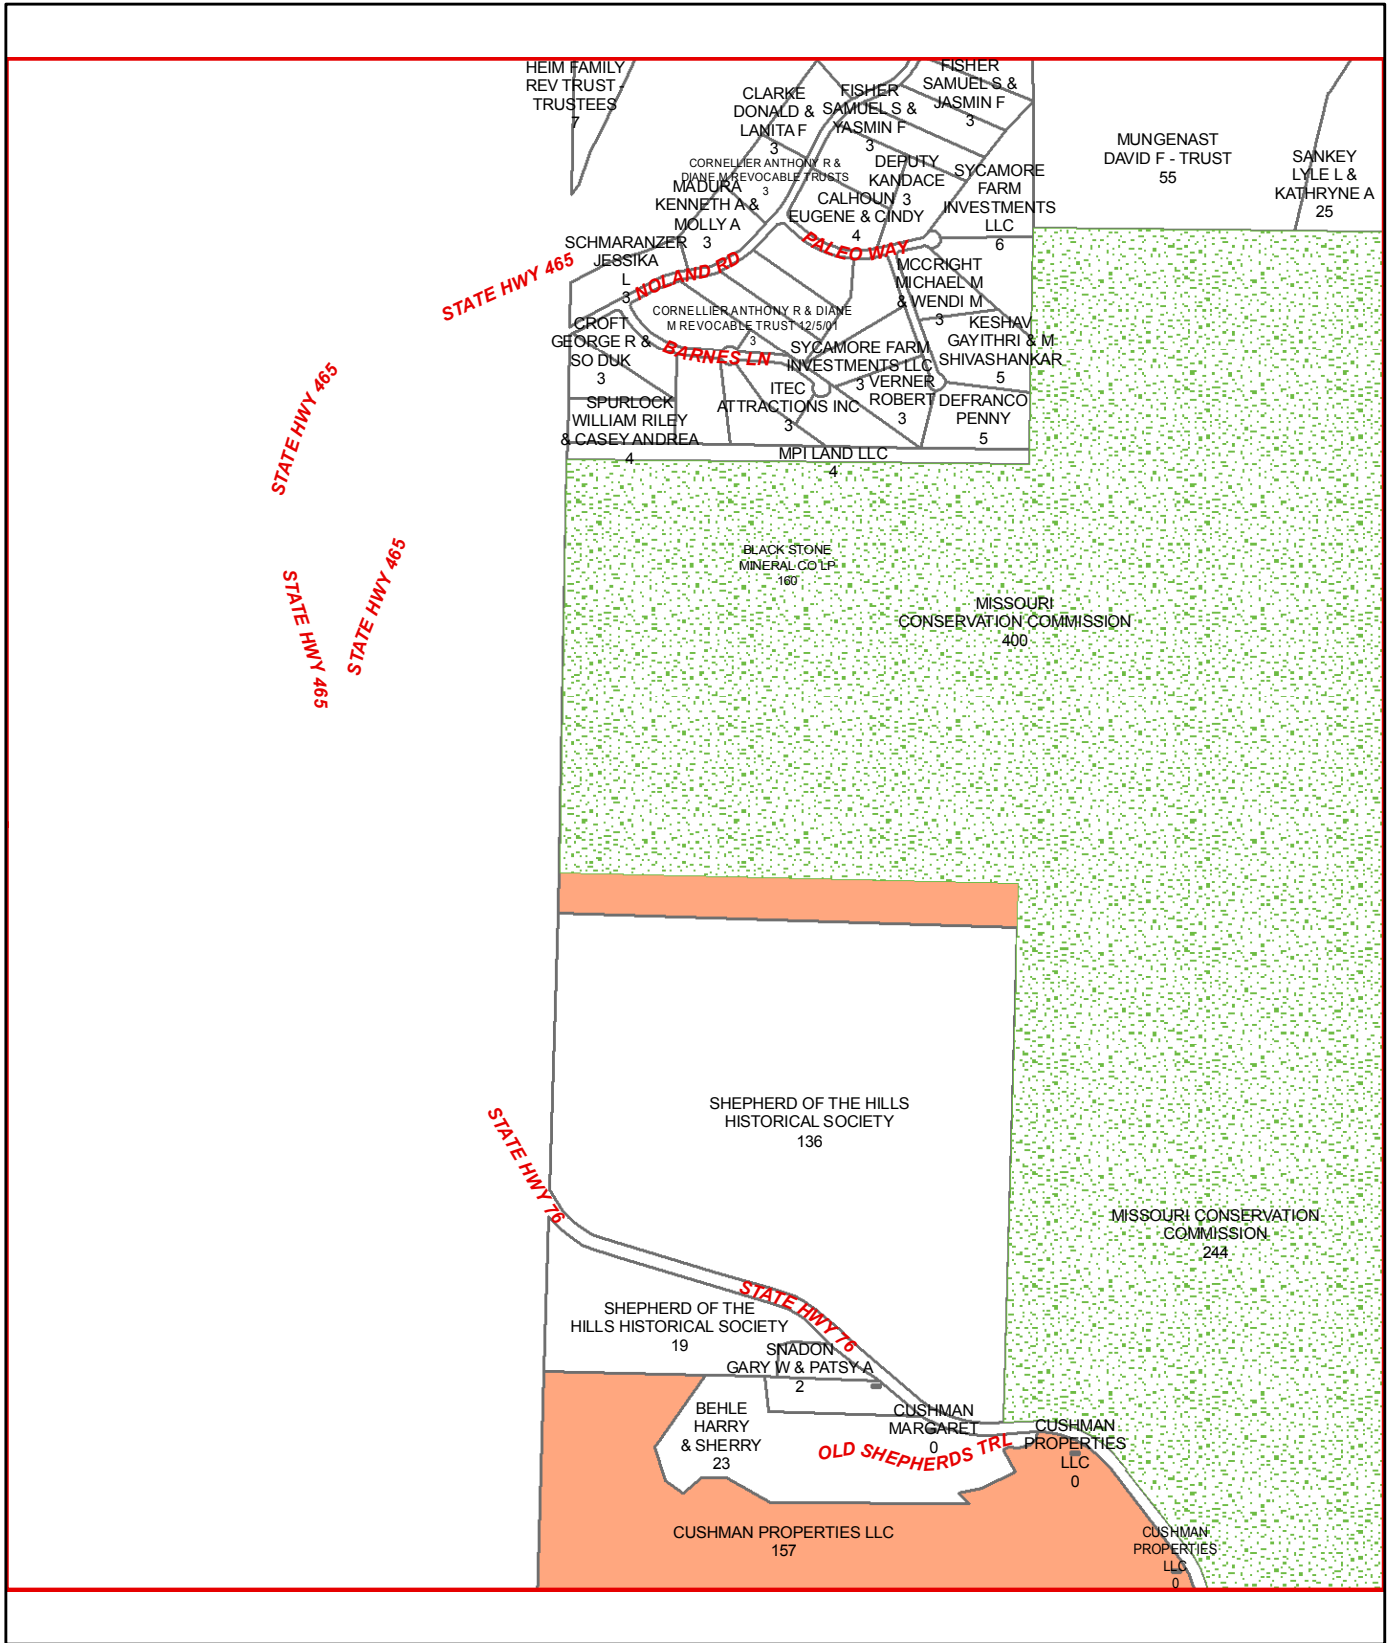 HEIM FAMILY
REV TRUST -
TRUSTEES
7
CLARKE
DONALD &
LANITA F
3
FISHER
SAMUEL S &
YASMIN F
3
FISHER
SAMUEL S &
JASMIN F
3
MUNGENAST
DAVID F - TRUST
55
SANKEY
LYLE L &
KATHRYNE A
25
CORNELLIER ANTHONY R &
DIANE M REVOCABLE TRUSTS
3
DEPUTY
KANDACE
3
SYCAMORE
FARM
INVESTMENTS
LLC
6
MADURA
KENNETH A &
MOLLY A
3
CALHOUN
EUGENE & CINDY
4
PALEO WAY
SCHMARANZER
JESSIKA
L
3
NOLAND RD
STATE HWY 465
MCCRIGHT
MICHAEL M
& WENDI M
3
CORNELLIER ANTHONY R & DIANE
M REVOCABLE TRUST 12/5/01
3
CROFT
GEORGE R &
SO DUK
3
BARNES LN
SYCAMORE FARM
INVESTMENTS LLC
3
KESHAV
GAYITHRI & M
SHIVASHANKAR
5
VERNER
ROBERT
3
ITEC
ATTRACTIONS INC
3
DEFRANCO
PENNY
5
SPURLOCK
WILLIAM RILEY
& CASEY ANDREA
4
MPI LAND LLC
4
STATE HWY 465
STATE HWY 465
STATE HWY 465
BLACK STONE
MINERAL CO LP
160
MISSOURI
CONSERVATION COMMISSION
400
SHEPHERD OF THE HILLS
HISTORICAL SOCIETY
136
STATE HWY 76
MISSOURI CONSERVATION
COMMISSION
244
STATE HWY 76
SHEPHERD OF THE
HILLS HISTORICAL SOCIETY
19
SNADON
GARY W & PATSY A
2
BEHLE
HARRY
& SHERRY
23
CUSHMAN
MARGARET
0
OLD SHEPHERDS TRL
CUSHMAN
PROPERTIES
LLC
0
CUSHMAN PROPERTIES LLC
157
CUSHMAN
PROPERTIES
LLC
0